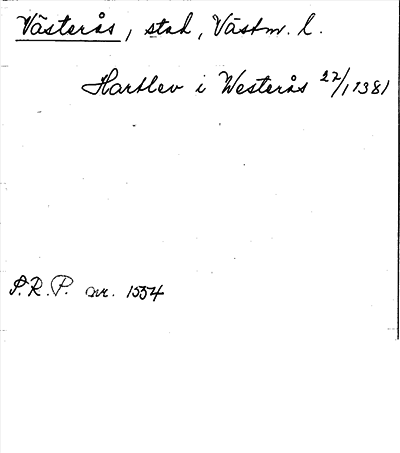 Västerås, stad, Västm. l.
Hartlev i Westerås 27/1 1381
S.R.P. nr. 1554